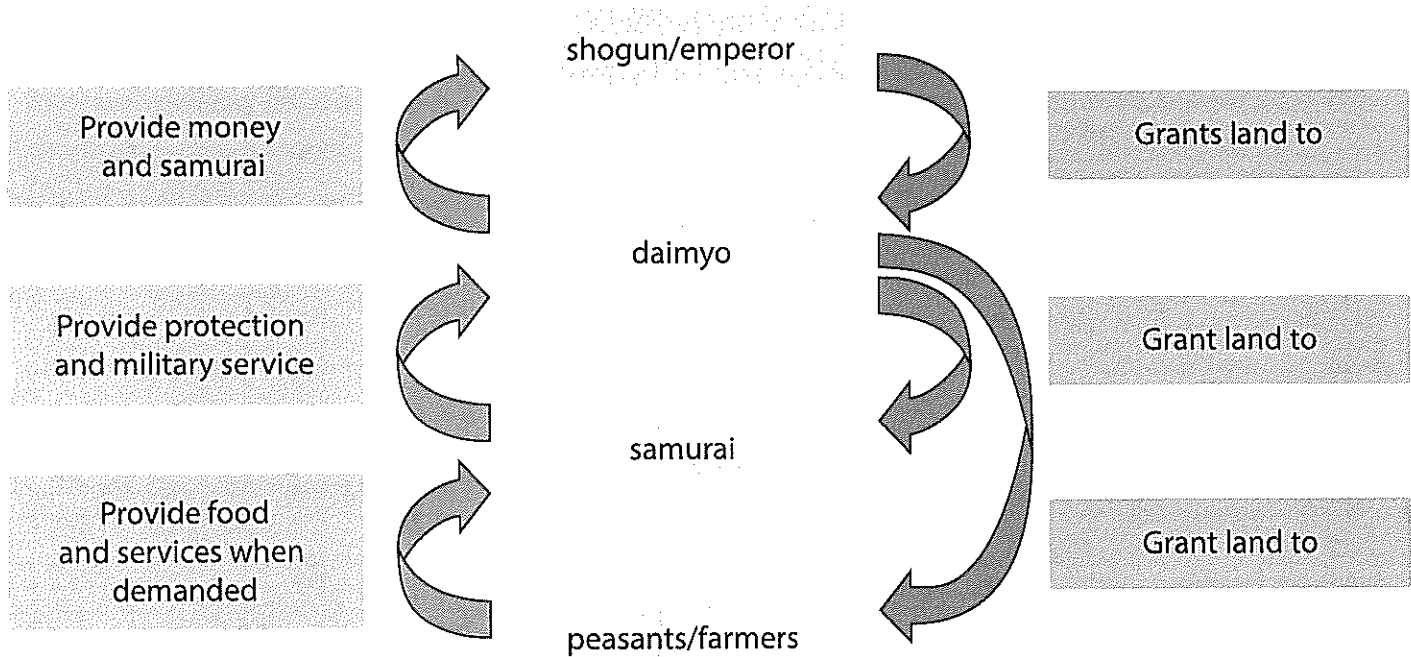 shogun/emperor
Provide money
and samurai
Grants land to
daimyo
Provide protection
and military service
Grant land to
samurai
Provide food
and services when
demanded
Grant land to
peasants/farmers